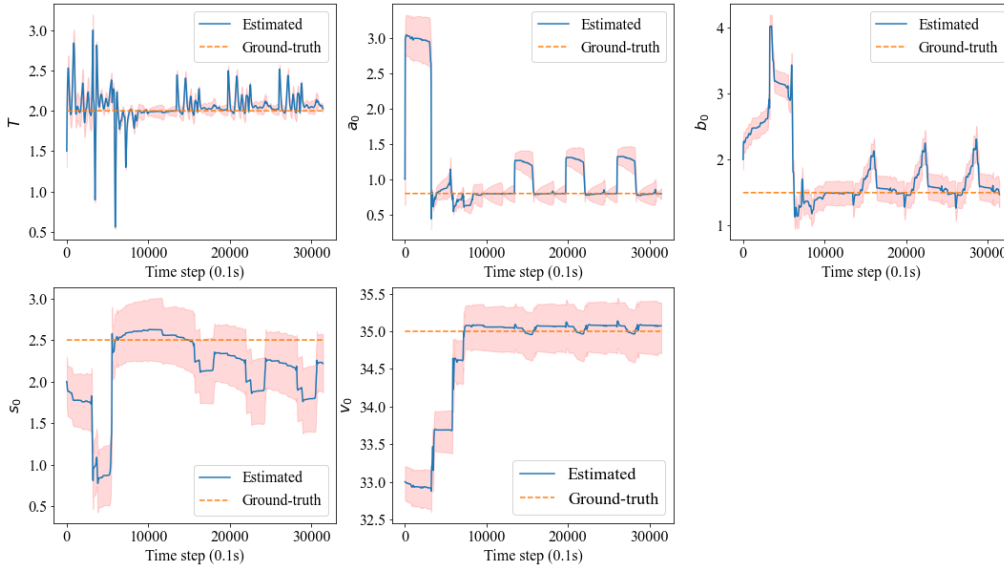 3.0
2.5
2.0
1.5
1.0
0.5
T
Estimated
Ground-truth
0 10000 20000 30000
Time step (0.1s)
3.0
2.5
2.0
1.5
1.0
0.5
a0
Estimated
Ground-truth
0 10000 20000 30000
Time step (0.1s)
4
3
2
1
b0
Estimated
Ground-truth
0 10000 20000 30000
Time step (0.1s)
3.0
2.5
2.0
1.5
1.0
0.5
s0
Estimated
Ground-truth
0 10000 20000 30000
Time step (0.1s)
35.5
35.0
34.5
34.0
33.5
33.0
32.5
v0
Estimated
Ground-truth
0 10000 20000 30000
Time step (0.1s)